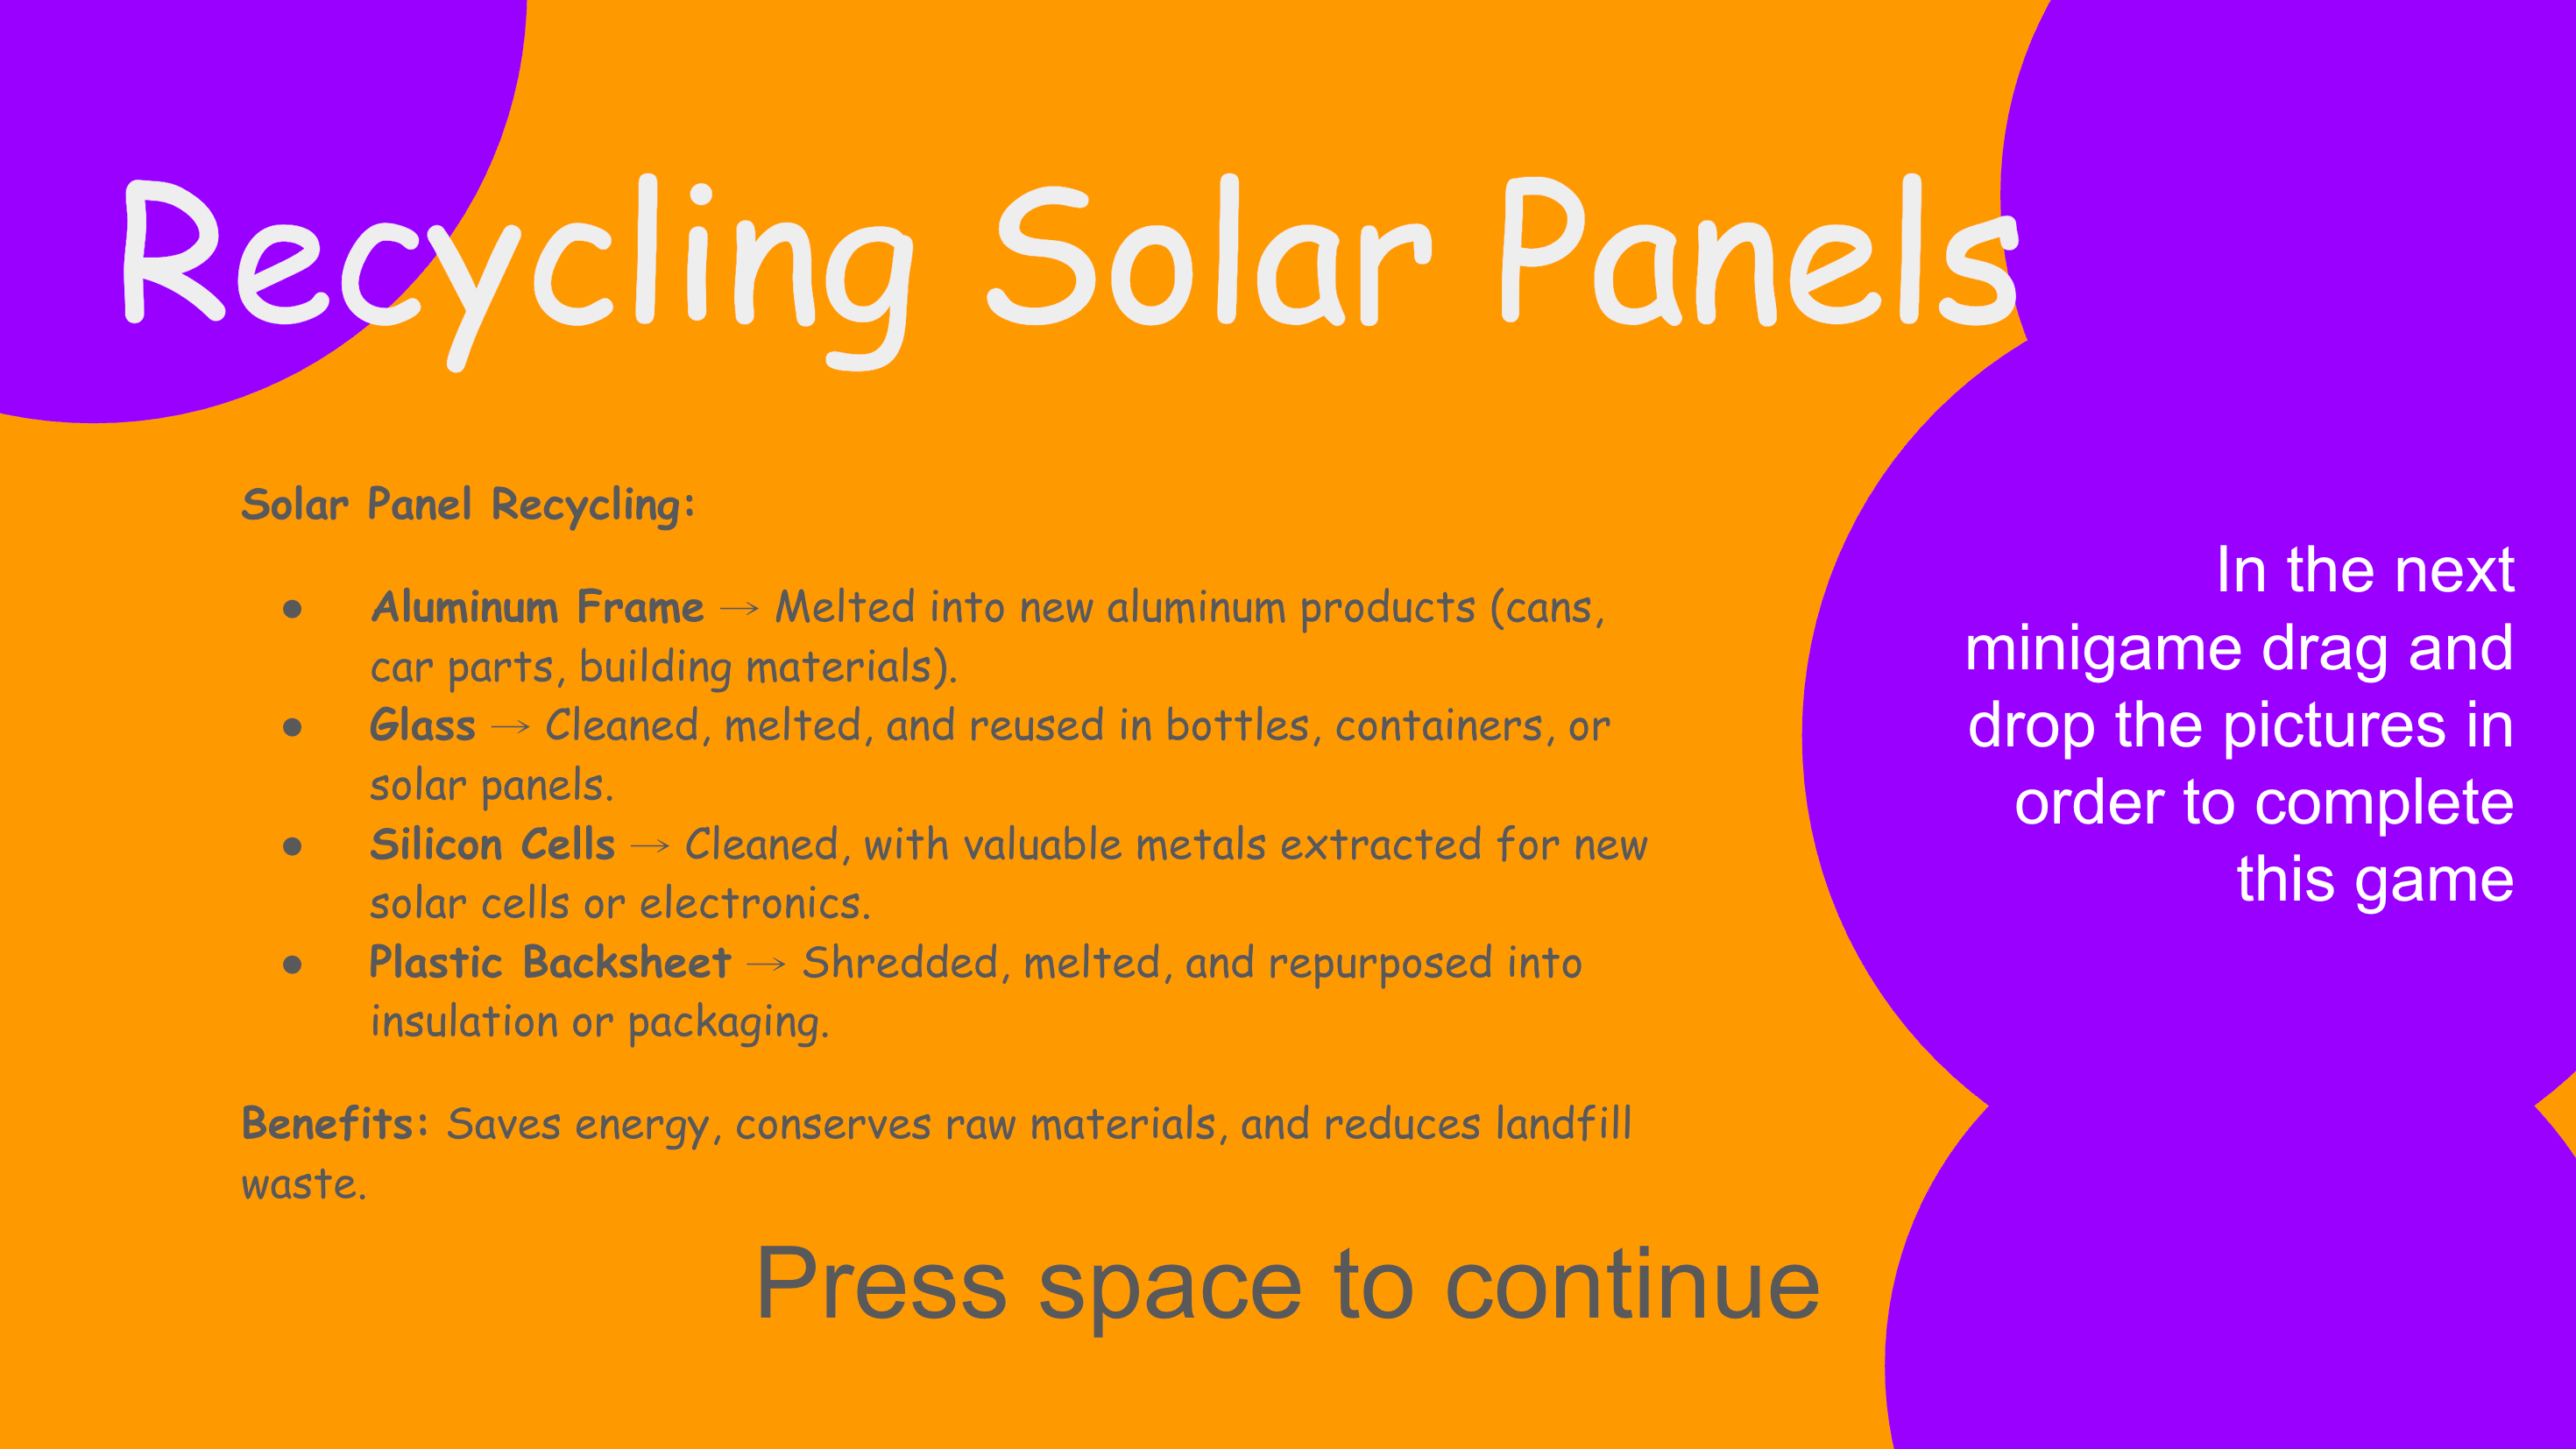 Recycling Solar Panels
Solar Panel Recycling:
● Aluminum Frame → Melted into new aluminum products (cans,
car parts, building materials).
● Glass → Cleaned, melted, and reused in bottles, containers, or
solar panels.
● Silicon Cells → Cleaned, with valuable metals extracted for new
solar cells or electronics.
● Plastic Backsheet → Shredded, melted, and repurposed into
insulation or packaging.
Benefits: Saves energy, conserves raw materials, and reduces landfill
waste.
In the next
minigame drag and
drop the pictures in
order to complete
this game
Press space to continue